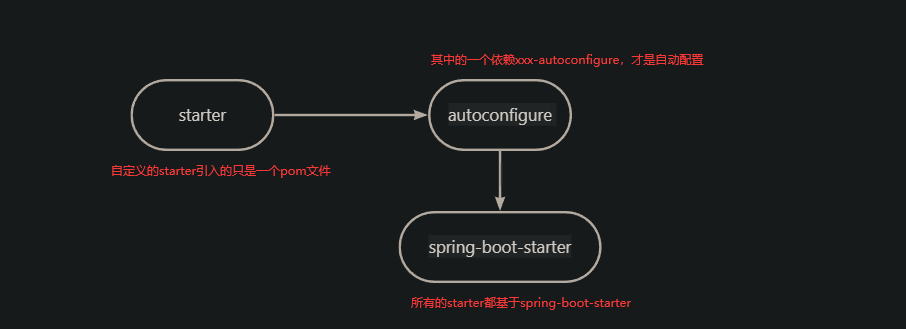 其中的一个依赖xxx-autoconfigure，才是自动配置
starter
autoconfigure
自定义的starter引入的只是一个pom文件
spring-boot-starter
所有的starter都基于spring-boot-starter